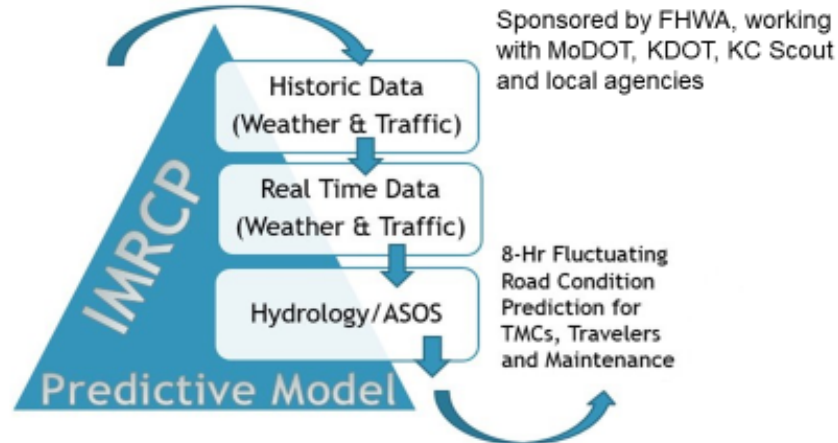 Sponsored by FHWA, working
with MoDOT, KDOT, KC Scout
and local agencies
Historic Data
(Weather & Traffic)
Real Time Data
(Weather & Traffic)
Hydrology/ASOS
IMRCP
Predictive Model
8-Hr Fluctuating
Road Condition
Prediction for
TMCs, Travelers
and Maintenance